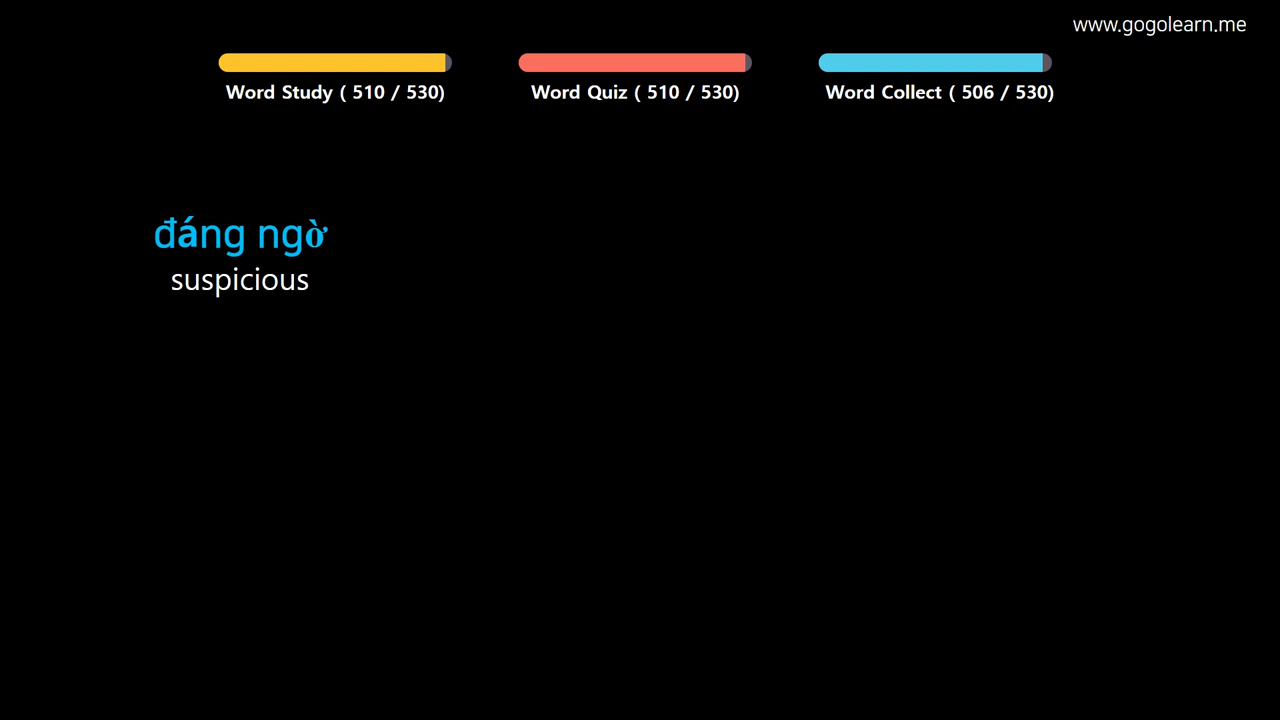 www.gogolearn.me
Word Study ( 510 / 530)
Word Quiz ( 510 / 530)
Word Collect ( 506 / 530)
đáng ngờ
suspicious